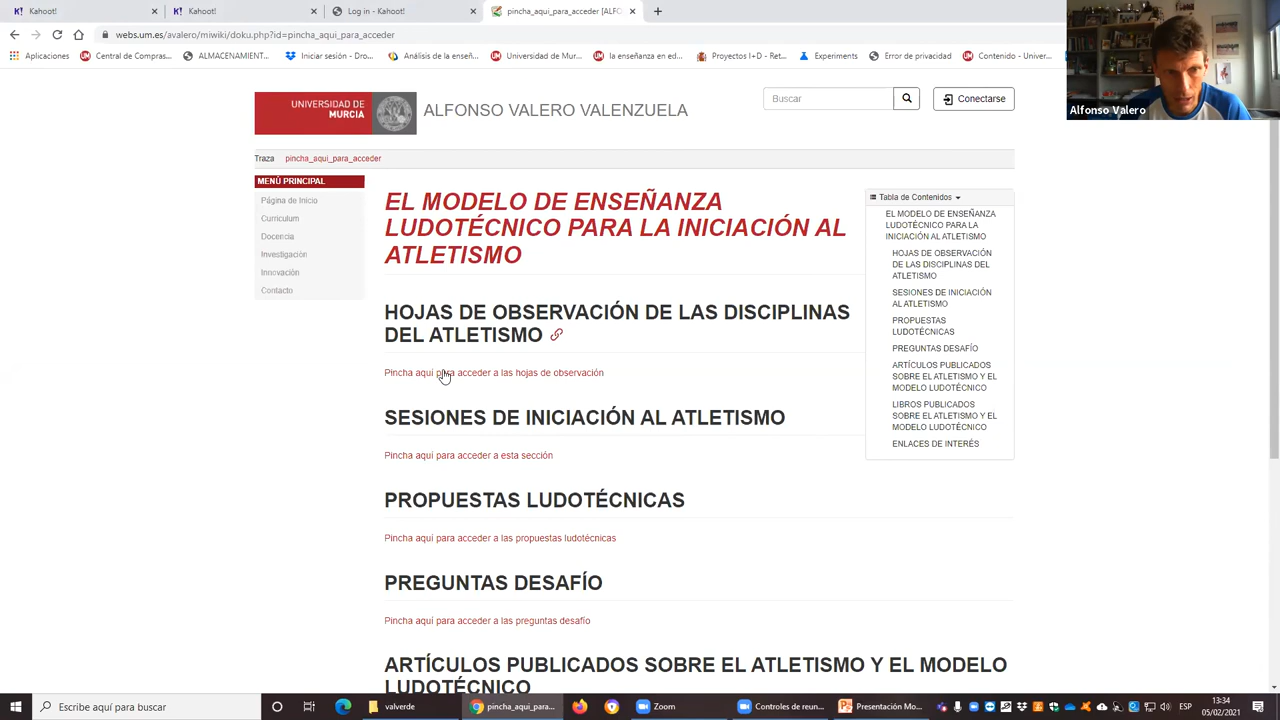 Kahoot!
Kahoot!
Log in - Kahoot!
pincha_aqui_para_acceder [ALFO
webs.um.es/avalero/miwiki/doku.php?id=pincha_aqui_para_acceder
Aplicaciones
Central de Compras...
ALMACENAMIENT...
Iniciar sesión - Dro...
Análisis de la enseñ...
Universidad de Mur...
la enseñanza en ed...
Proyectos I+D - Ret...
Experiments
Error de privacidad
Contenido - Univer...
Alfonso Valero
UNIVERSIDAD DE
MURCIA
ALFONSO VALERO VALENZUELA
Buscar
Conectarse
Traza pincha_aqui_para_acceder
MENÚ PRINCIPAL
Página de Inicio
Curriculum
Docencia
Investigación
Innovación
Contacto
EL MODELO DE ENSEÑANZA
LUDOTÉCNICO PARA LA INICIACIÓN AL
ATLETISMO
HOJAS DE OBSERVACIÓN DE LAS DISCIPLINAS
DEL ATLETISMO
Pincha aquí para acceder a las hojas de observación
SESIONES DE INICIACIÓN AL ATLETISMO
Pincha aquí para acceder a esta sección
PROPUESTAS LUDOTÉCNICAS
Pincha aquí para acceder a las propuestas ludotécnicas
PREGUNTAS DESAFÍO
Pincha aquí para acceder a las preguntas desafío
ARTÍCULOS PUBLICADOS SOBRE EL ATLETISMO Y EL MODELO
LUDOTÉCNICO
Tabla de Contenidos
EL MODELO DE ENSEÑANZA
LUDOTÉCNICO PARA LA
INICIACIÓN AL ATLETISMO
HOJAS DE OBSERVACIÓN
DE LAS DISCIPLINAS DEL
ATLETISMO
SESIONES DE INICIACIÓN
AL ATLETISMO
PROPUESTAS
LUDOTÉCNICAS
PREGUNTAS DESAFÍO
ARTÍCULOS PUBLICADOS
SOBRE EL ATLETISMO Y EL
MODELO LUDOTÉCNICO
LIBROS PUBLICADOS
SOBRE EL ATLETISMO Y EL
MODELO LUDOTÉCNICO
ENLACES DE INTERÉS
Escribe aquí para buscar
valverde
pincha_aqui_para...
Zoom
Controles de reun...
Presentación Mo...
ESP
13:34
05/02/2021